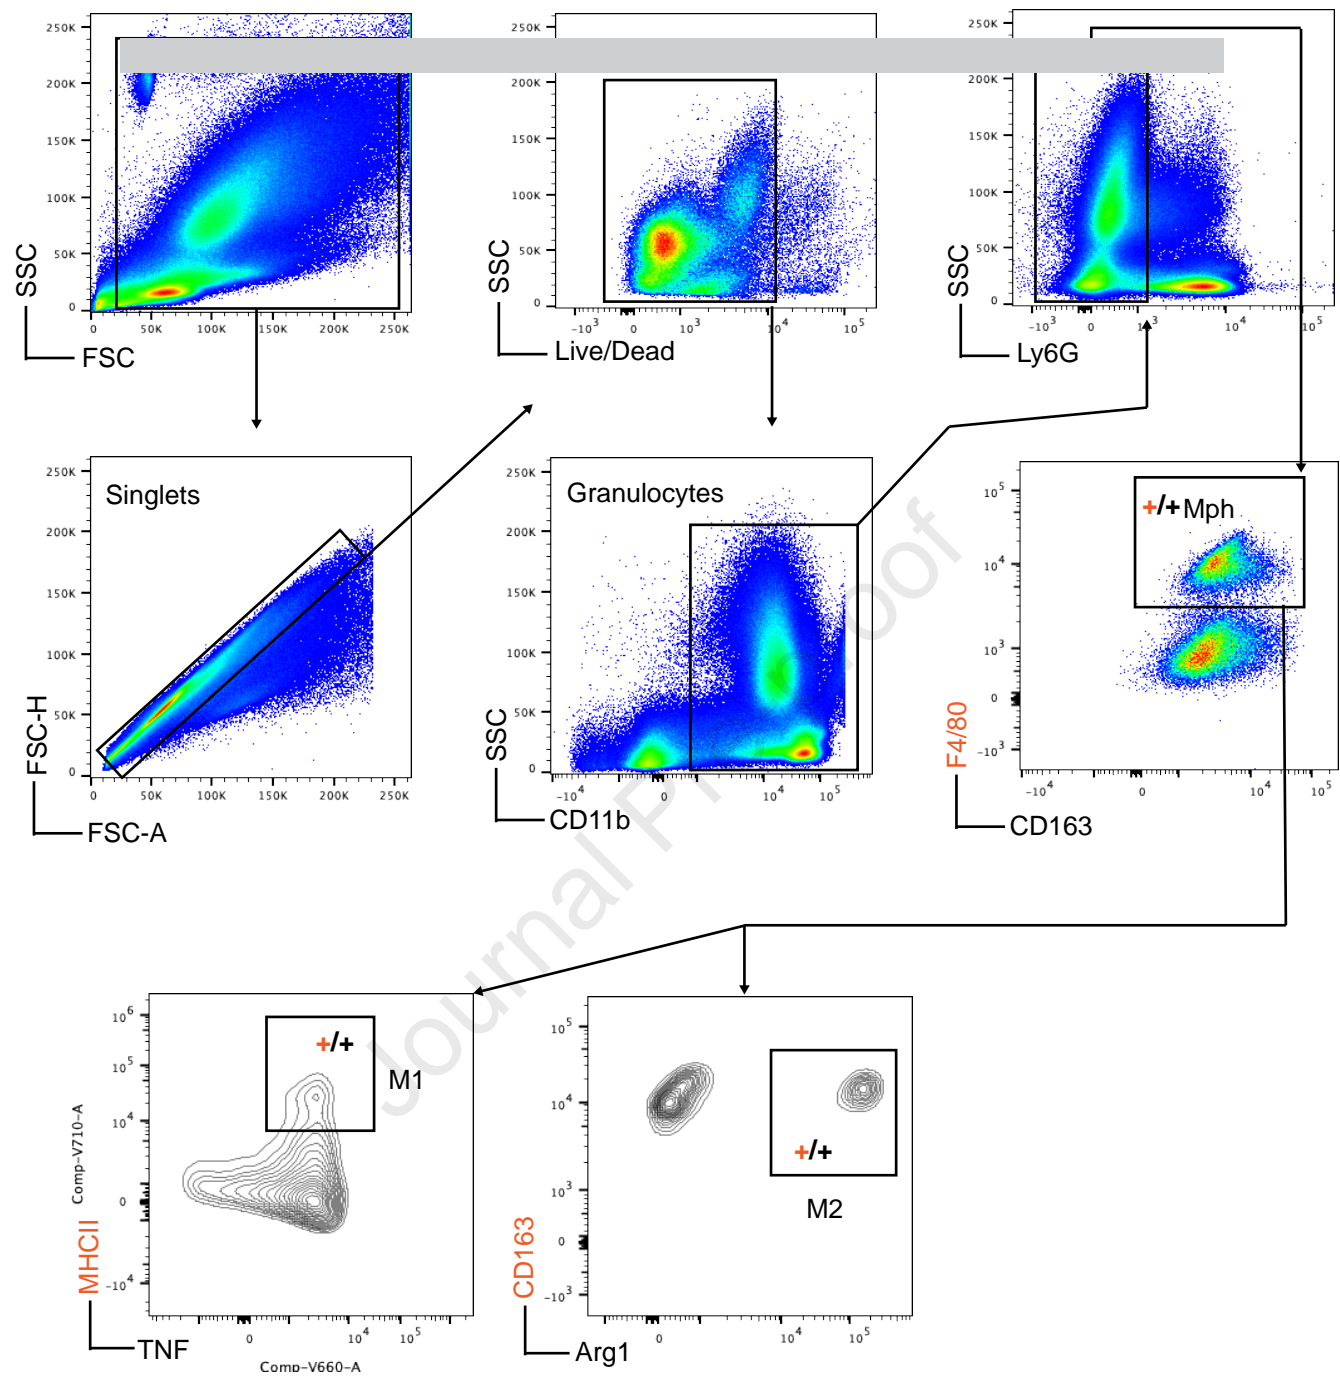 250K
200K
150K
100K
50K
0
0
50K
100K
150K
200K
250K
SSC
FSC
250K
200K
150K
100K
50K
0
-10³
0
10³
10⁴
10⁵
SSC
Live/Dead
250K
200K
150K
100K
50K
0
-10³
0
10³
10⁴
10⁵
SSC
Ly6G
Singlets
250K
200K
150K
100K
50K
0
0
50K
100K
150K
200K
250K
FSC-H
FSC-A
Granulocytes
250K
200K
150K
100K
50K
0
-10⁴
0
10⁴
10⁵
SSC
CD11b
+/+ Mph
10⁵
10⁴
10³
0
-10³
-10⁴
0
10⁴
10⁵
F4/80
CD163
Journal Pre-proof
+/+
M1
10⁶
10⁵
10⁴
0
-10⁴
0
10⁴
10⁵
Comp-V710-A
MHCII
TNF
Comp-V660-A
+/+
M2
10⁵
10⁴
10³
0
-10³
0
10⁴
10⁵
CD163
Arg1